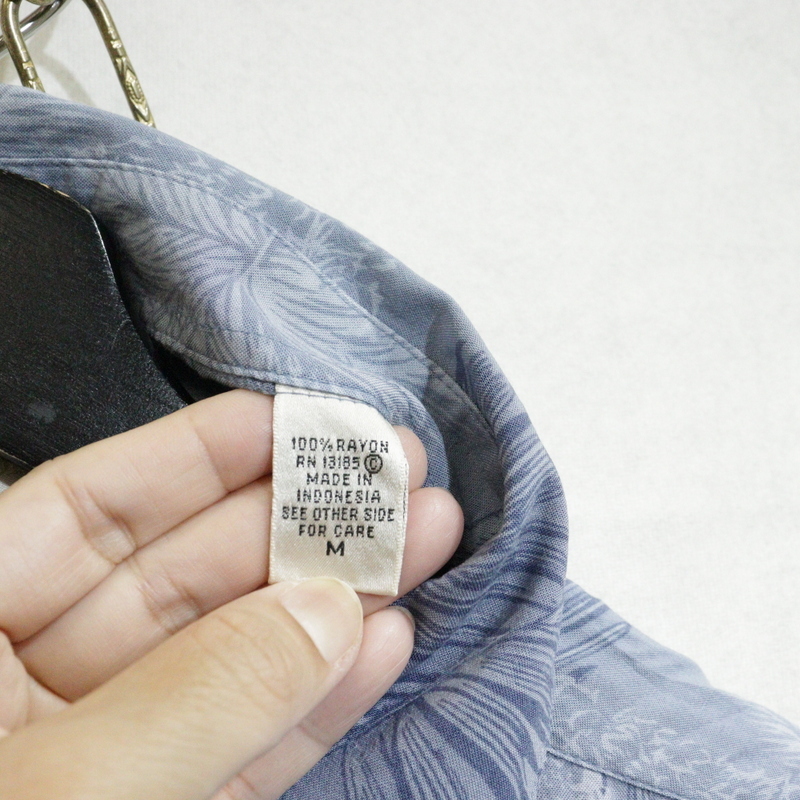 100% RAYON
RN 13185 Ⓒ
MADE IN
INDONESIA
SEE OTHER SIDE
FOR CARE
M